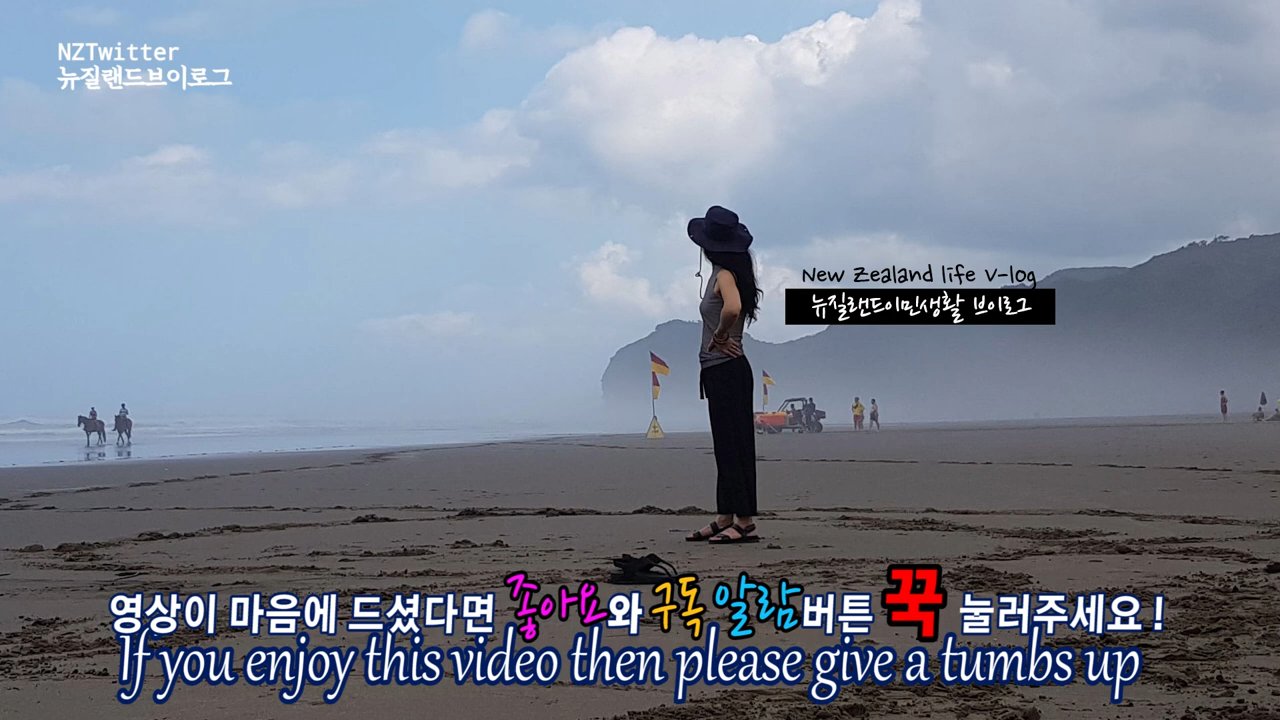 NZTwitter
뉴질랜드브이로그
New Zealand life V-log
뉴질랜드이민생활 브이로그
영상이 마음에 드셨다면 좋아요와 구독 알람버튼 꾹 눌러주세요 !
If you enjoy this video then please give a tumbs up